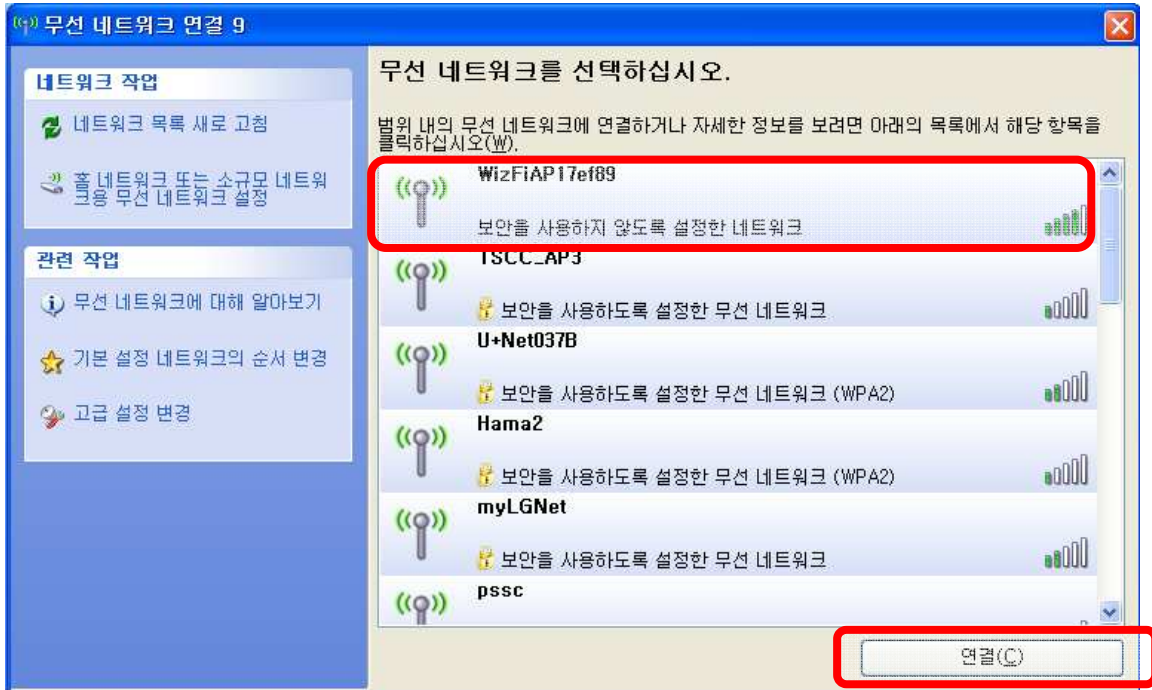 무선 네트워크 연결 9
네트워크 작업
네트워크 목록 새로 고침
홈 네트워크 또는 소규모 네트워
크용 무선 네트워크 설정
관련 작업
무선 네트워크에 대해 알아보기
기본 설정 네트워크의 순서 변경
고급 설정 변경
무선 네트워크를 선택하십시오.
범위 내의 무선 네트워크에 연결하거나 자세한 정보를 보려면 아래의 목록에서 해당 항목을
클릭하십시오(W).
WizFiAP17ef89
보안을 사용하지 않도록 설정한 네트워크
TSCC_AP3
보안을 사용하도록 설정한 무선 네트워크
U+Net037B
보안을 사용하도록 설정한 무선 네트워크 (WPA2)
Hama2
보안을 사용하도록 설정한 무선 네트워크 (WPA2)
myLGNet
보안을 사용하도록 설정한 무선 네트워크
pssc
연결(C)